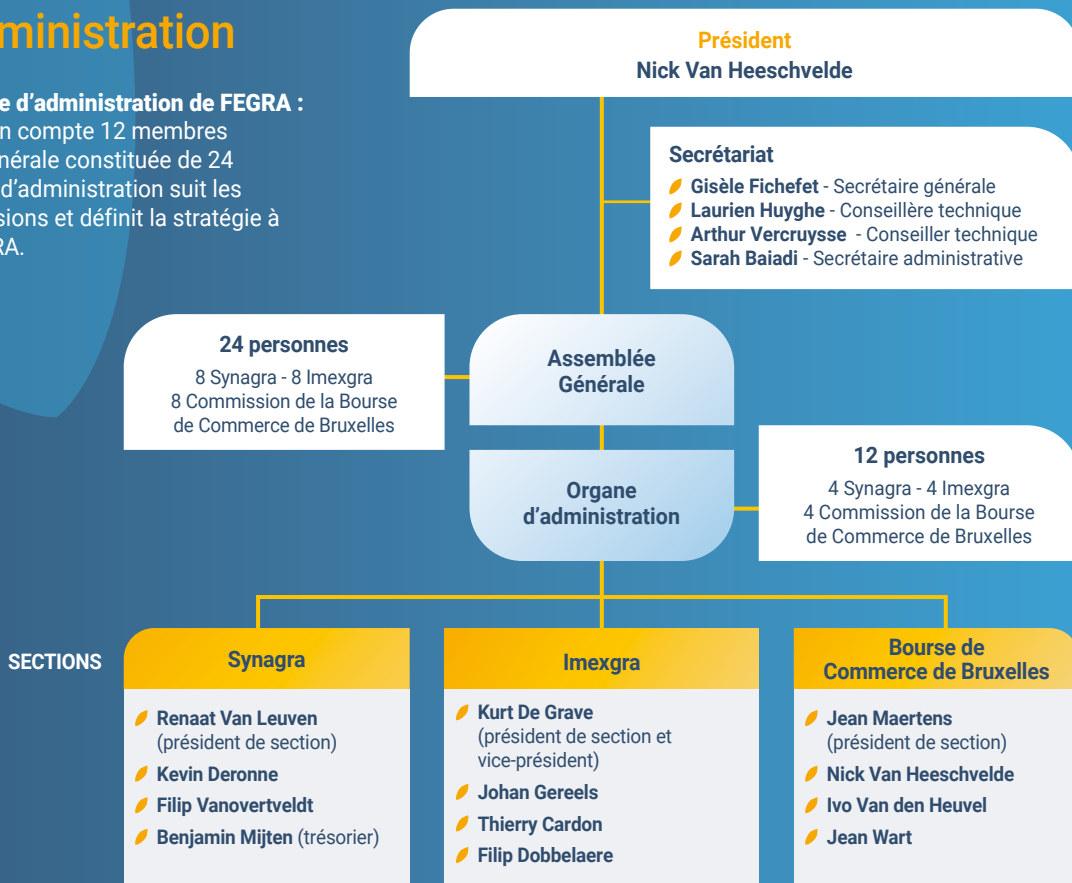 ministration
e d'administration de FEGRA :
n compte 12 membres
nérale constituée de 24
d'administration suit les
sions et définit la stratégie à
RA.
Président
Nick Van Heeschvelde
Secrétariat
Gisèle Fichefet - Secrétaire générale
Laurien Huyghe - Conseillère technique
Arthur Vercruysse - Conseiller technique
Sarah Baiadi - Secrétaire administrative
24 personnes
8 Synagra - 8 Imexgra
8 Commission de la Bourse
de Commerce de Bruxelles
Assemblée
Générale
Organe
d'administration
12 personnes
4 Synagra - 4 Imexgra
4 Commission de la Bourse
de Commerce de Bruxelles
SECTIONS
Synagra
Renaat Van Leuven
(président de section)
Kevin Deronne
Filip Vanovertveldt
Benjamin Mijten (trésorier)
Imexgra
Kurt De Grave
(président de section et
vice-président)
Johan Gereels
Thierry Cardon
Filip Dobbelaere
Bourse de
Commerce de Bruxelles
Jean Maertens
(président de section)
Nick Van Heeschvelde
Ivo Van den Heuvel
Jean Wart